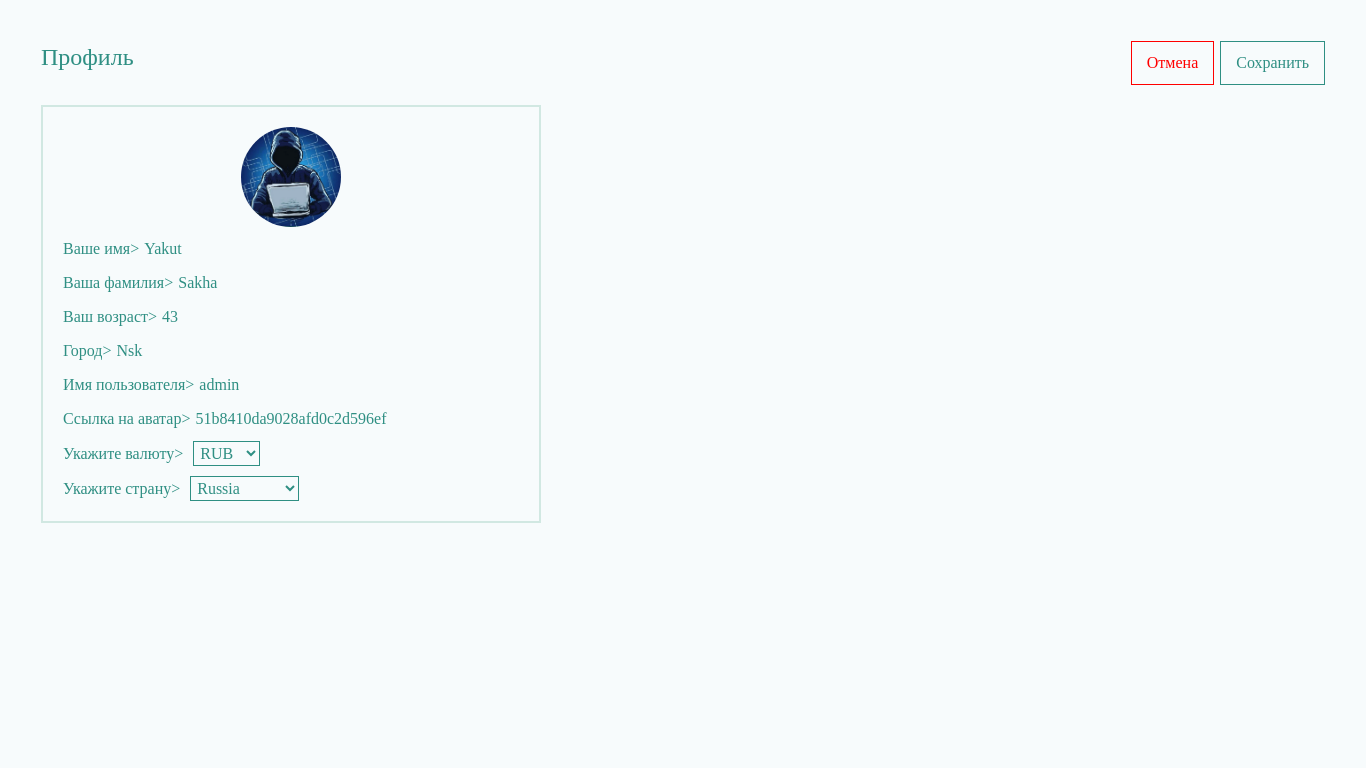 Профиль
Отмена
Сохранить
Ваше имя> Yakut
Ваша фамилия> Sakha
Ваш возраст> 43
Город> Nsk
Имя пользователя> admin
Ссылка на аватар> 51b8410da9028afd0c2d596ef
Укажите валюту> RUB
Укажите страну> Russia